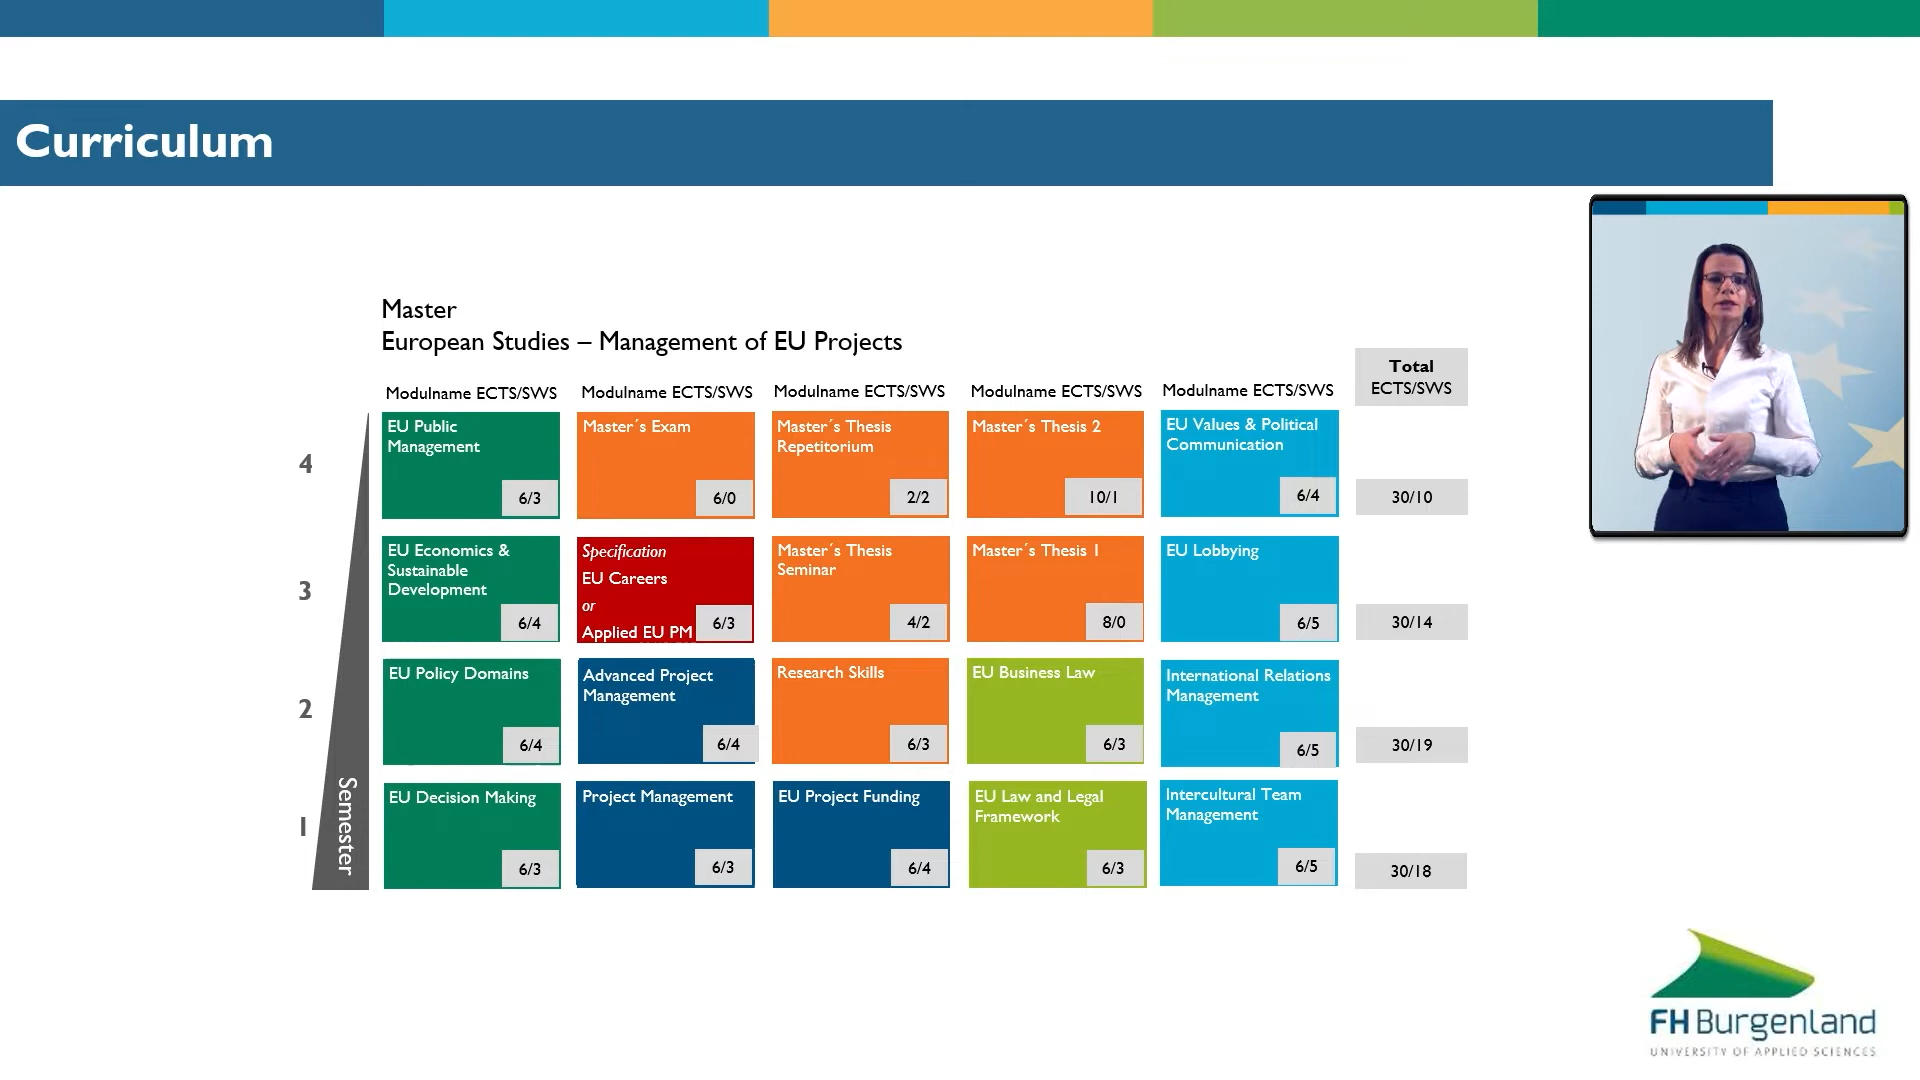 Curriculum
Master
European Studies – Management of EU Projects
Total
ECTS/SWS
Modulname ECTS/SWS
Modulname ECTS/SWS
Modulname ECTS/SWS
Modulname ECTS/SWS
Modulname ECTS/SWS
4
EU Public
Management
6/3
Master´s Exam
6/0
Master´s Thesis
Repetitorium
2/2
Master´s Thesis 2
10/1
EU Values & Political
Communication
6/4
30/10
3
EU Economics &
Sustainable
Development
6/4
Specification
EU Careers
or
Applied EU PM
6/3
Master´s Thesis
Seminar
4/2
Master´s Thesis 1
8/0
EU Lobbying
6/5
30/14
2
EU Policy Domains
6/4
Advanced Project
Management
6/4
Research Skills
6/3
EU Business Law
6/3
International Relations
Management
6/5
30/19
1
Semester
EU Decision Making
6/3
Project Management
6/3
EU Project Funding
6/4
EU Law and Legal
Framework
6/3
Intercultural Team
Management
6/5
30/18
FH Burgenland
UNIVERSITY OF APPLIED SCIENCES